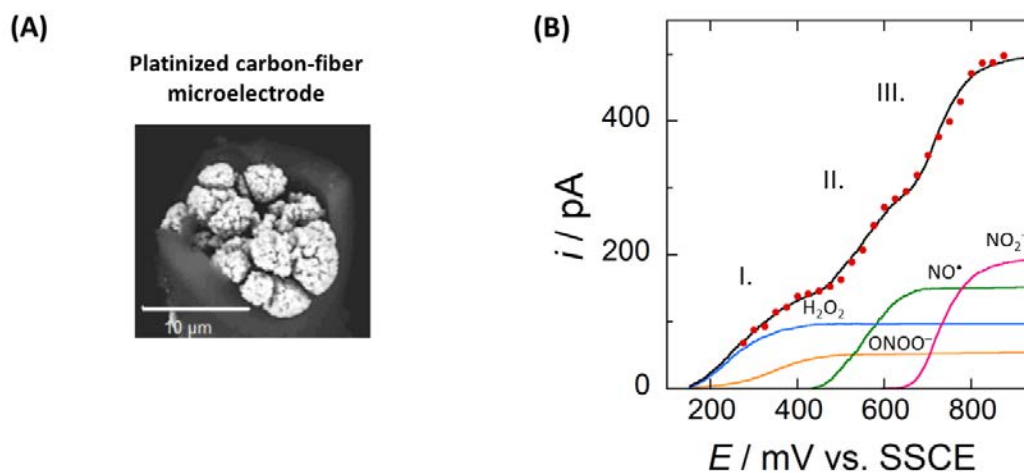 (A)
Platinized carbon-fiber
microelectrode
10 μm
(B)
i / pA
400
200
0
I.
II.
III.
H₂O₂
ONOO⁻
NO•
NO₂⁻
200 400 600 800
E / mV vs. SSCE